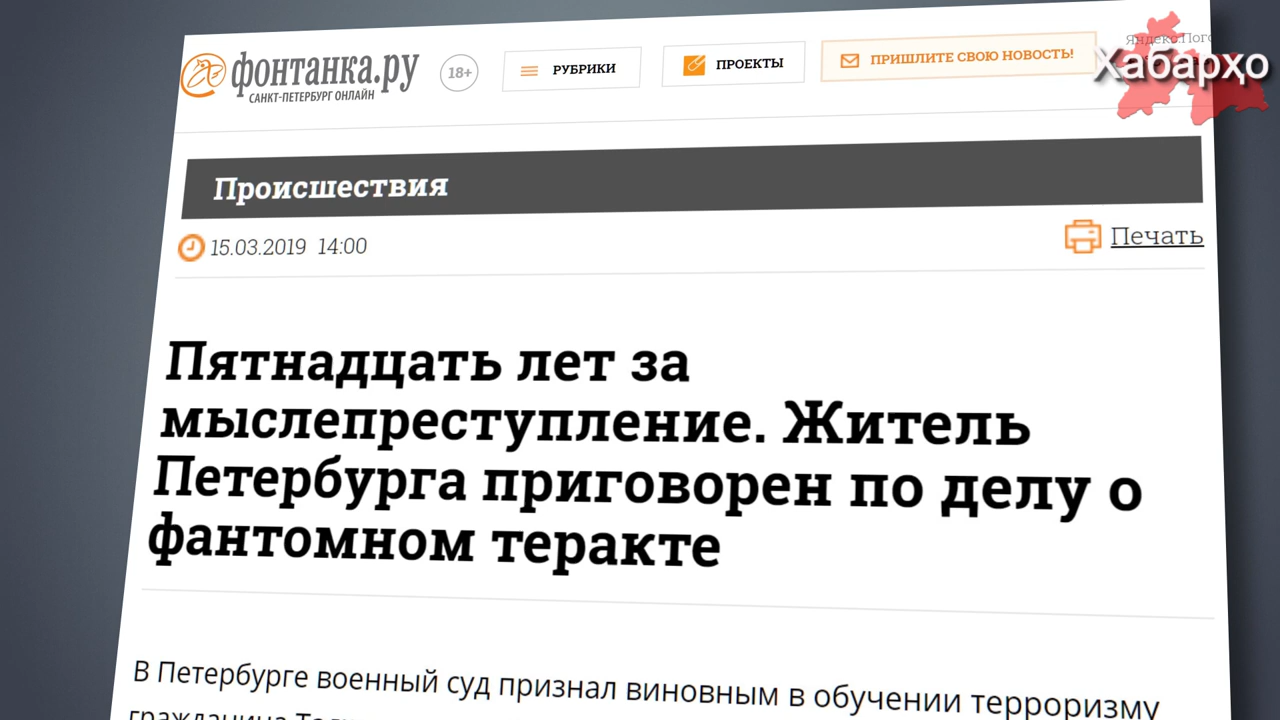 фонтанка.ру
САНКТ-ПЕТЕРБУРГ ОНЛАЙН
18+
РУБРИКИ
ПРОЕКТЫ
ПРИШЛИТЕ СВОЮ НОВОСТЬ!
Хабарҳо
Происшествия
15.03.2019 14:00
Печать
Пятнадцать лет за
мыслепреступление. Житель
Петербурга приговорен по делу о
фантомном теракте
В Петербурге военный суд признал виновным в обучении терроризму
гражданина